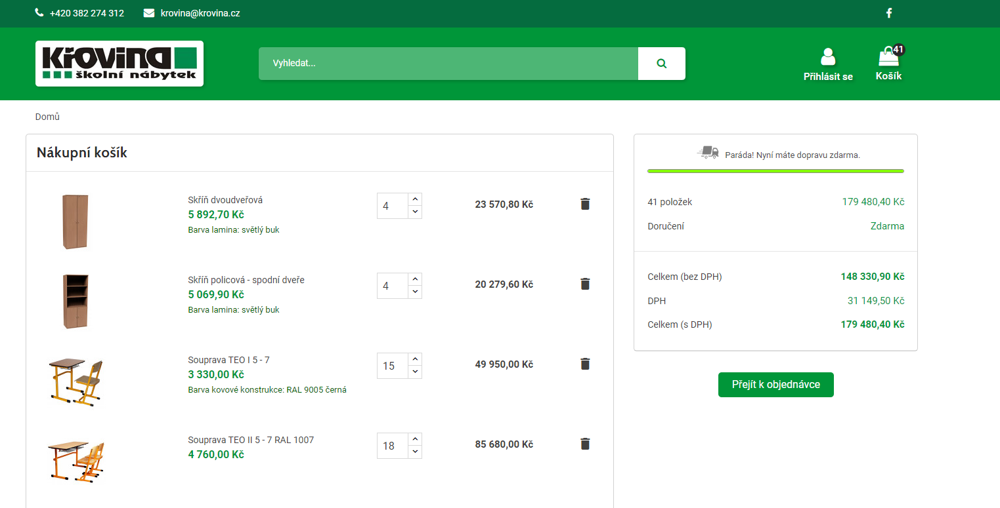 +420 382 274 312 krovina@krovina.cz
Křovina
školní nábytek
Vyhledat...
Přihlásit se
41
Košík
Domů
Nákupní košík
Skříň dvoudveřová
5 892,70 Kč
Barva lamina: světlý buk
4
23 570,80 Kč
Skříň policová - spodní dveře
5 069,90 Kč
Barva lamina: světlý buk
4
20 279,60 Kč
Souprava TEO I 5 - 7
3 330,00 Kč
Barva kovové konstrukce: RAL 9005 černá
15
49 950,00 Kč
Souprava TEO II 5 - 7 RAL 1007
4 760,00 Kč
18
85 680,00 Kč
Paráda! Nyní máte dopravu zdarma.
41 položek 179 480,40 Kč
Doručení Zdarma
Celkem (bez DPH) 148 330,90 Kč
DPH 31 149,50 Kč
Celkem (s DPH) 179 480,40 Kč
Přejít k objednávce